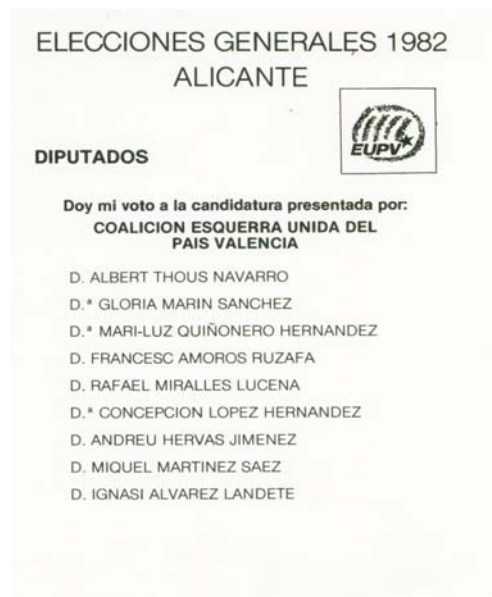 ELECCIONES GENERALES 1982
ALICANTE
EUPV
DIPUTADOS
Doy mi voto a la candidatura presentada por:
COALICION ESQUERRA UNIDA DEL
PAIS VALENCIA
D. ALBERT THOUS NAVARRO
D.ª GLORIA MARIN SANCHEZ
D.ª MARI-LUZ QUIÑONERO HERNANDEZ
D. FRANCESC AMOROS RUZAFA
D. RAFAEL MIRALLES LUCENA
D.ª CONCEPCION LOPEZ HERNANDEZ
D. ANDREU HERVAS JIMENEZ
D. MIQUEL MARTINEZ SAEZ
D. IGNASI ALVAREZ LANDETE